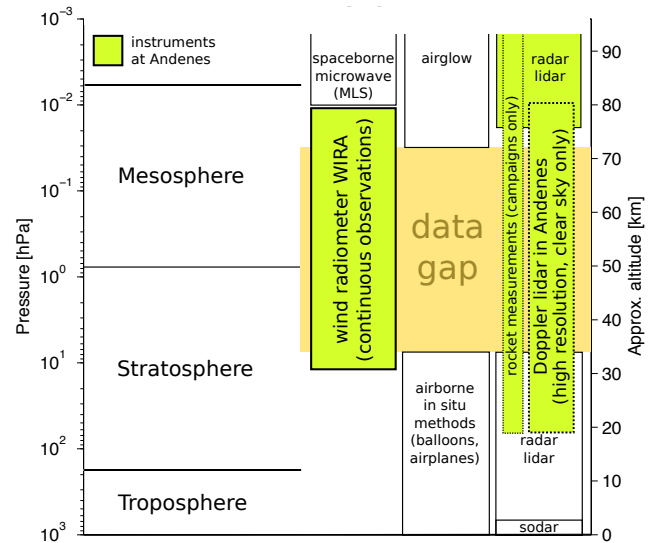 instruments
at Andenes
spaceborne
microwave
(MLS)
airglow
radar
lidar
Mesosphere
Stratosphere
Troposphere
wind radiometer WIRA
(continuous observations)
data
gap
rocket measurements (campaigns only)
Doppler lidar in Andenes
(high resolution, clear sky only)
airborne
in situ
methods
(balloons,
airplanes)
radar
lidar
sodar
Pressure [hPa]
10⁻³
10⁻²
10⁻¹
10⁰
10¹
10²
10³
Approx. altitude [km]
90
80
70
60
50
40
30
20
10
0